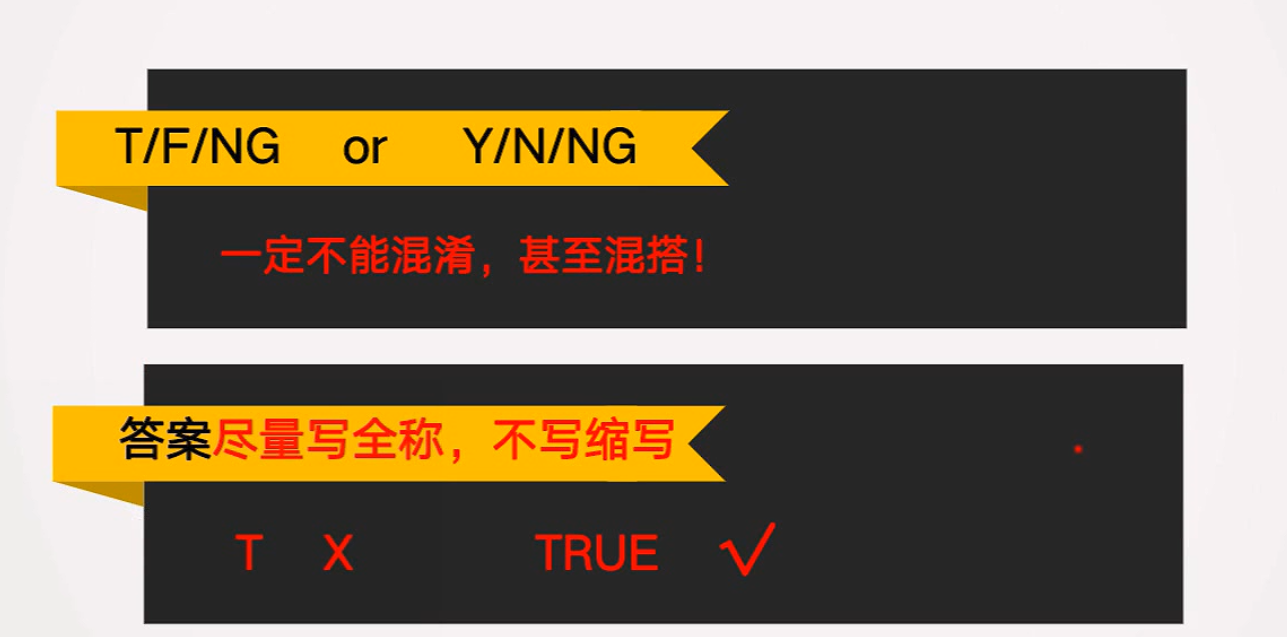 T/F/NG or Y/N/NG
一定不能混淆，甚至混搭！
答案尽量写全称，不写缩写
T X TRUE √